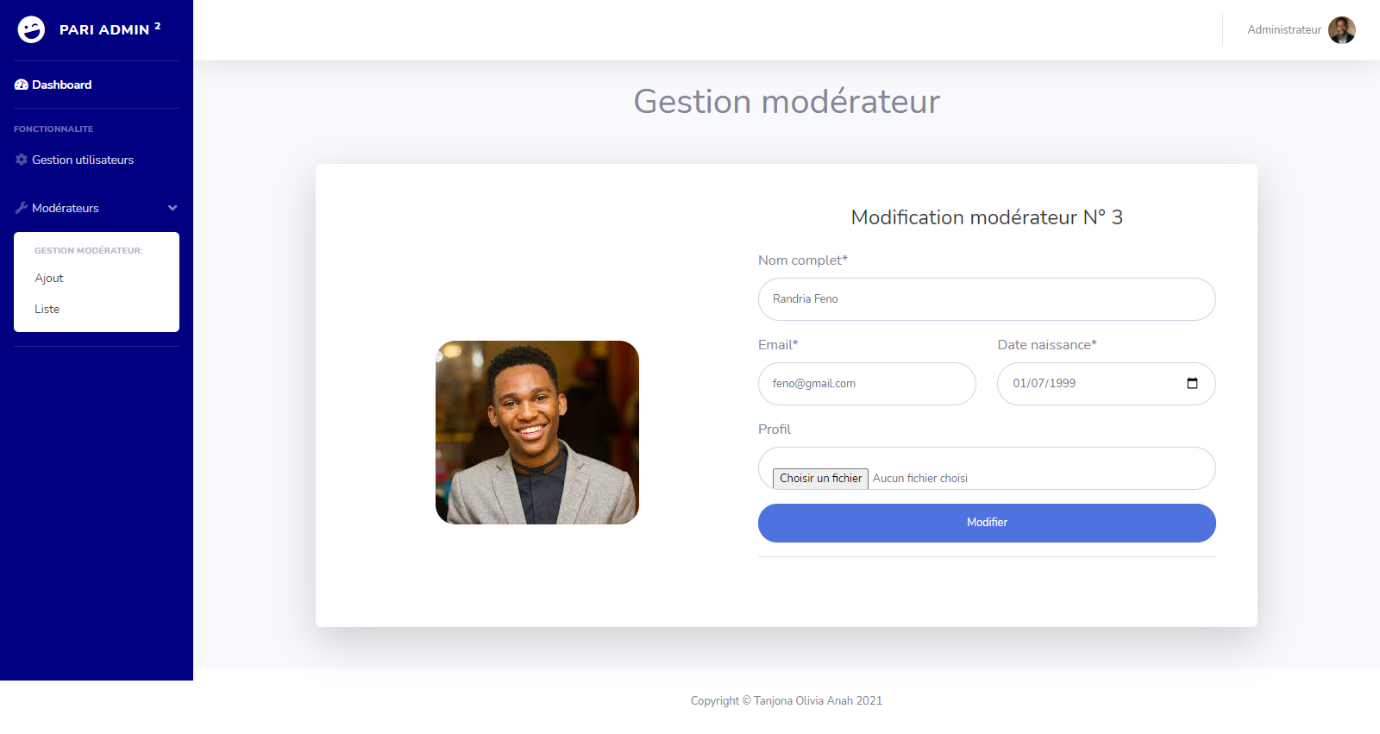 PARI ADMIN 2
Administrateur
Dashboard
FONCTIONNALITE
Gestion utilisateurs
Modérateurs
GESTION MODÉRATEUR:
Ajout
Liste
Gestion modérateur
Modification modérateur N° 3
Nom complet*
Randria Feno
Email*
Date naissance*
feno@gmail.com
01/07/1999
Profil
Choisir un fichier Aucun fichier choisi
Modifier
Copyright © Tanjona Olivia Anah 2021